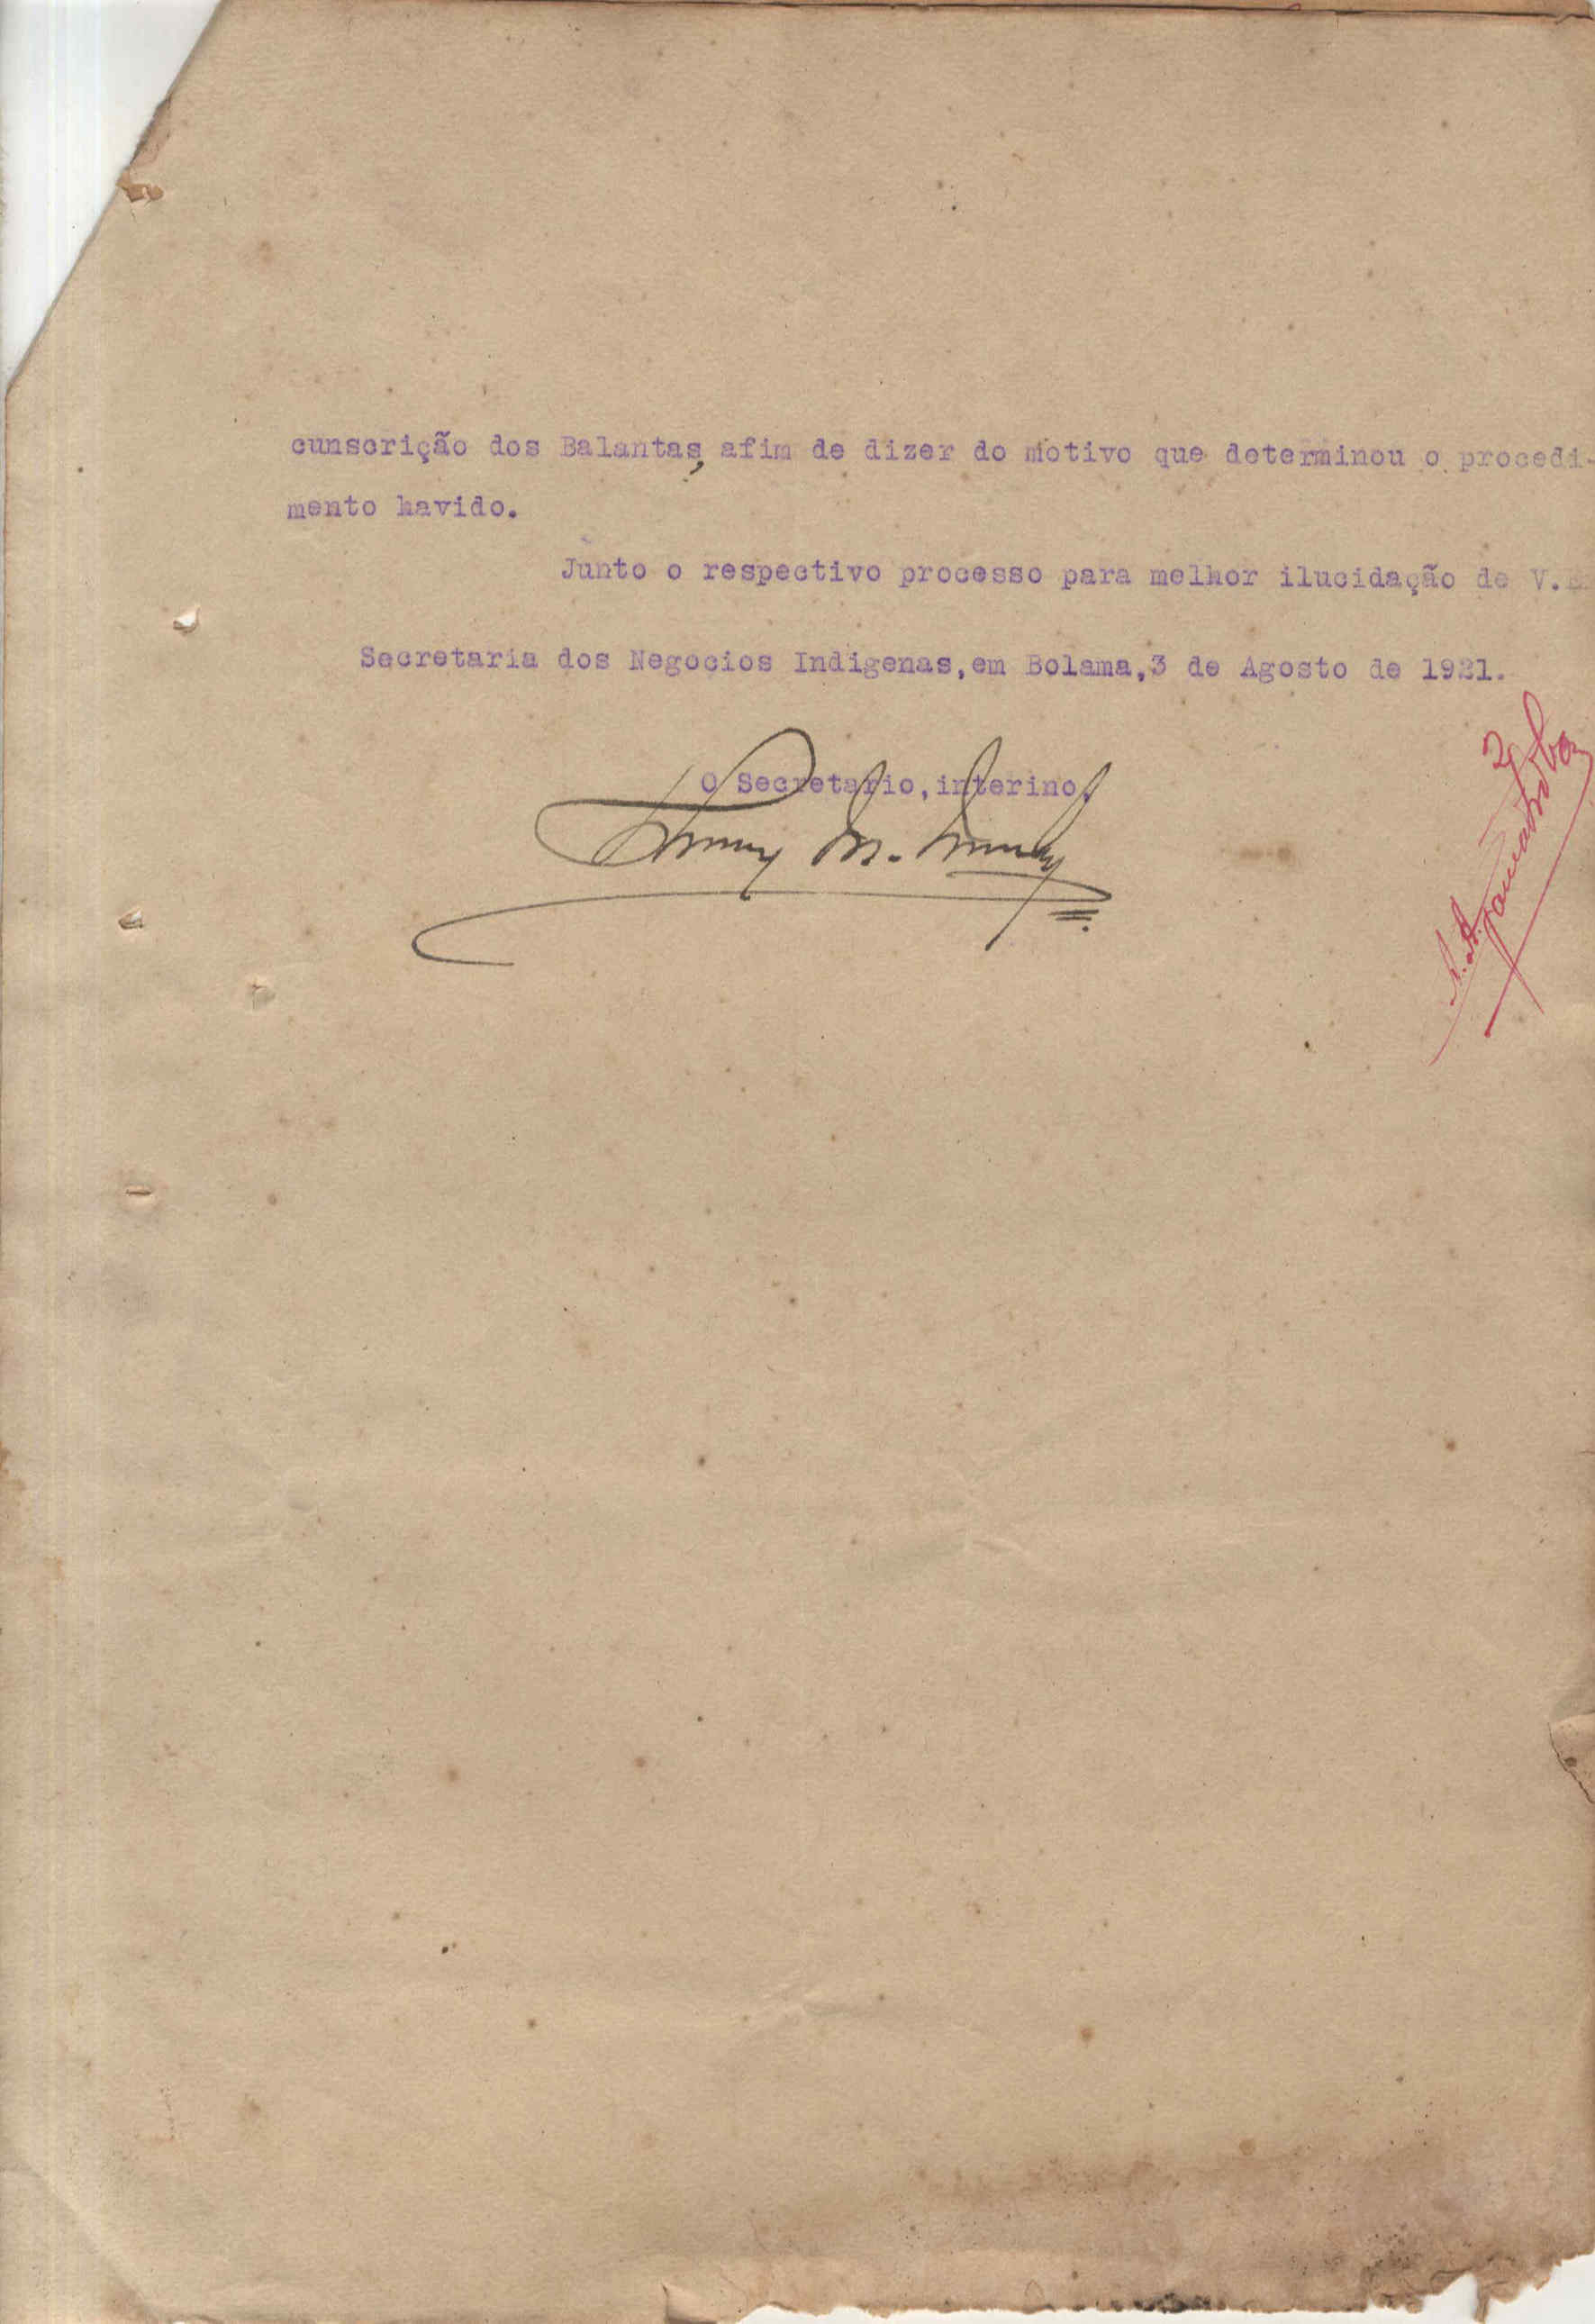 cunscrição dos Balantas, afim de dizer do motivo que determinou o procedi-
mento havido.
Junto o respectivo processo para melhor ilucidação de V.E
Secretaria dos Negocios Indigenas,em Bolama,3 de Agosto de 1921.
O Secretario,interino,
2